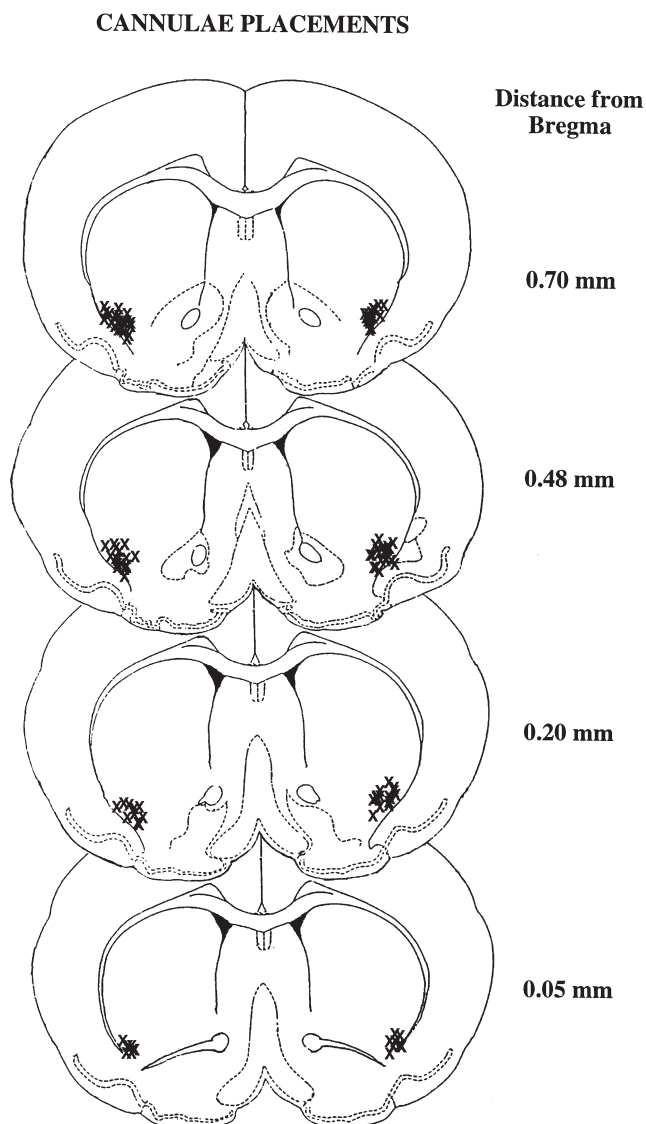 CANNULAE PLACEMENTS
Distance from
Bregma
0.70 mm
0.48 mm
0.20 mm
0.05 mm